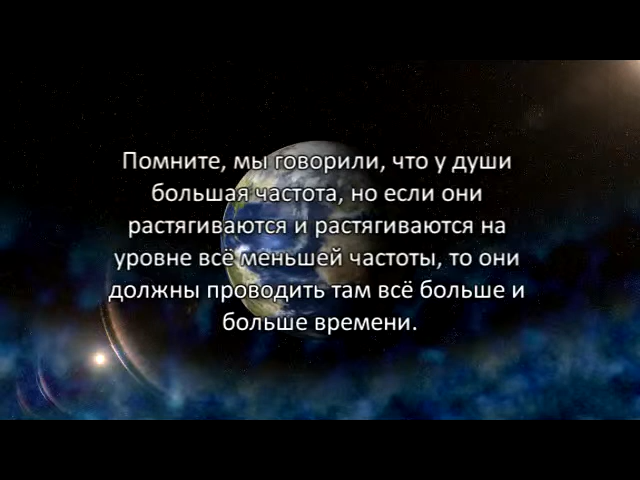 Помните, мы говорили, что у души
большая частота, но если они
растягиваются и растягиваются на
уровне всё меньшей частоты, то они
должны проводить там всё больше и
больше времени.